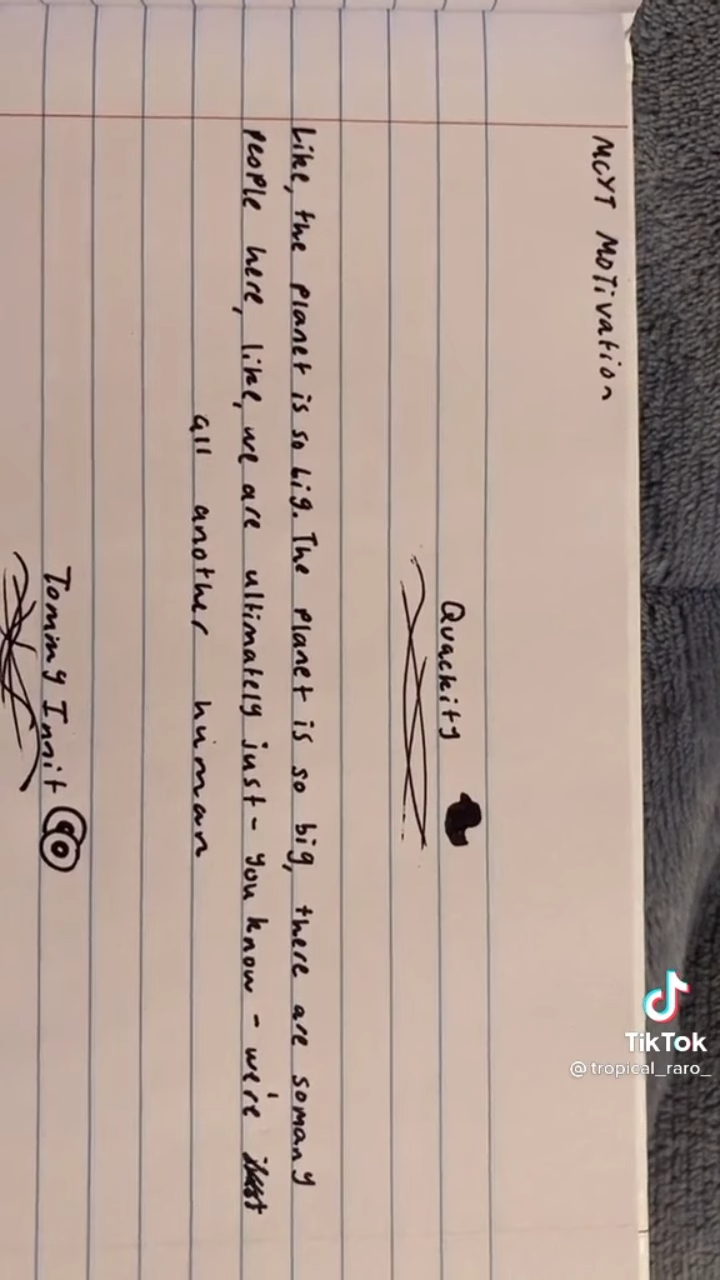 MCYT Motivation
Quackity
Like, the planet is so big. The planet is so big, there are somany
people here, like, we are ultimately just - you know - we're just
all another human
Tommy Innit
TikTok
@tropical_raro_